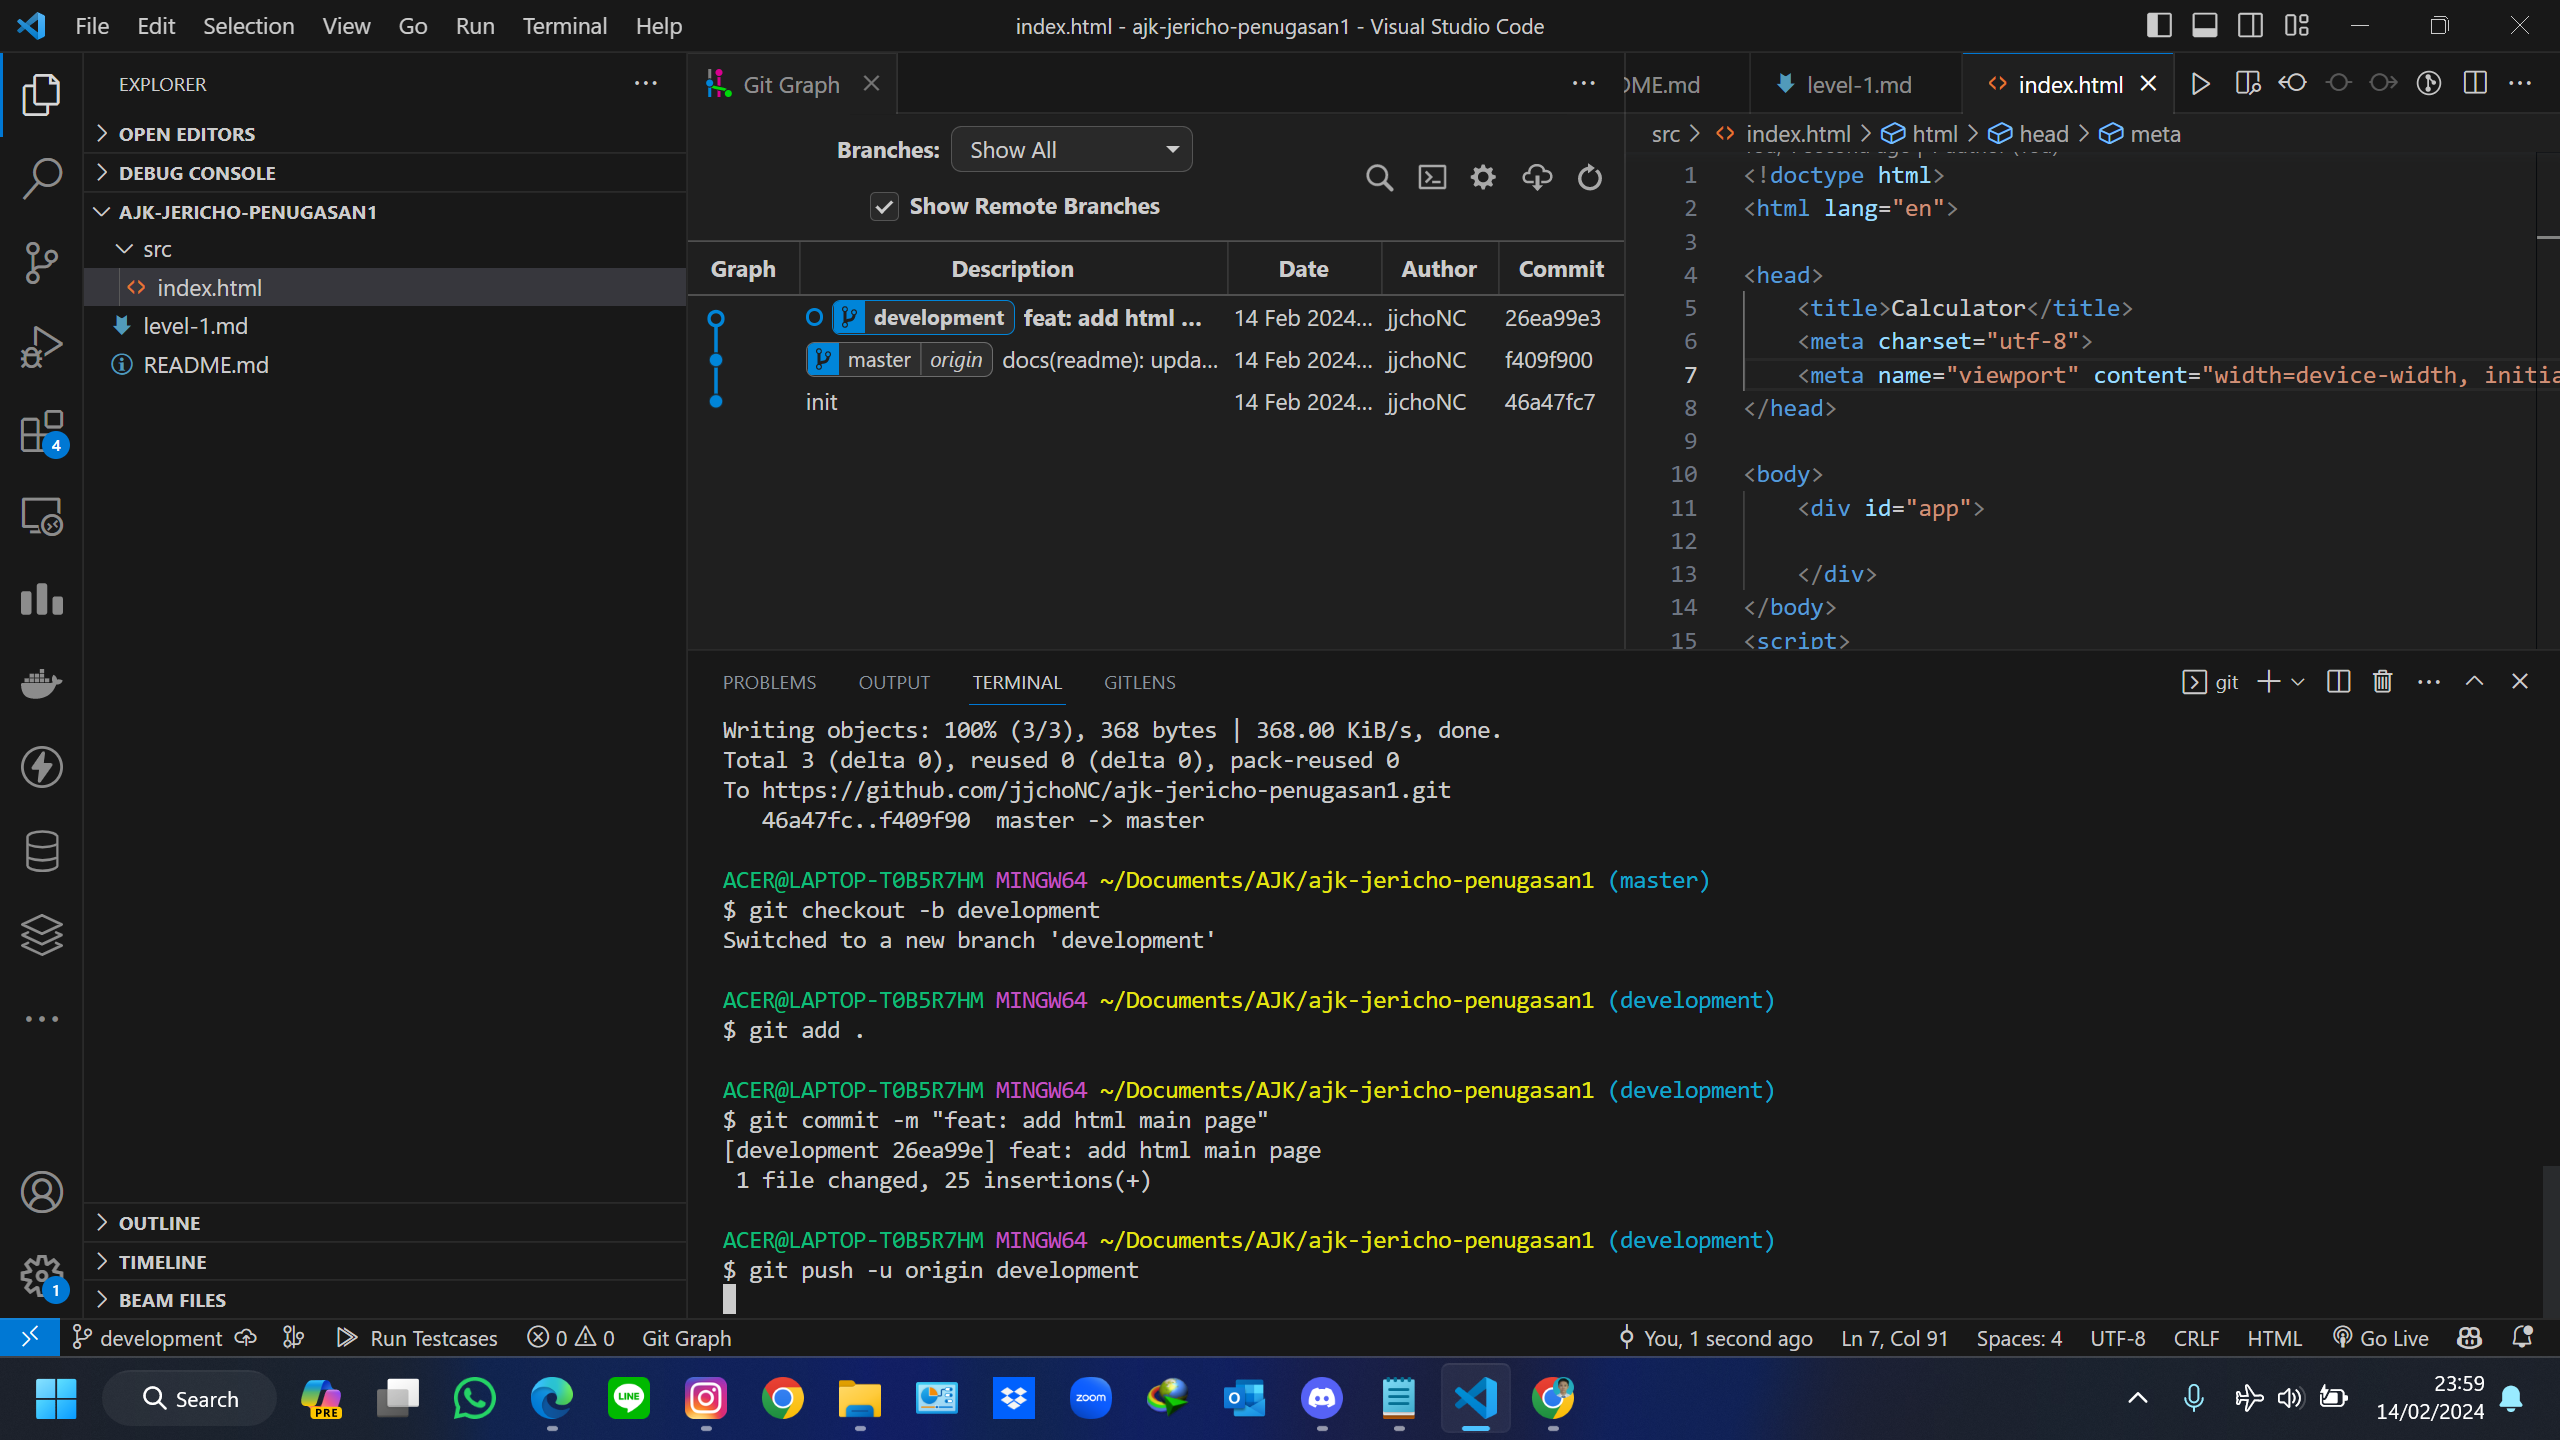 File Edit Selection View Go Run Terminal Help
index.html - ajk-jericho-penugasan1 - Visual Studio Code
EXPLORER
OPEN EDITORS
DEBUG CONSOLE
AJK-JERICHO-PENUGASAN1
src
index.html
level-1.md
README.md
OUTLINE
TIMELINE
BEAM FILES
4
1
Git Graph
Branches: Show All
Show Remote Branches
Graph Description Date Author Commit
development feat: add html ... 14 Feb 2024... jjchoNC 26ea99e3
master origin docs(readme): upda... 14 Feb 2024... jjchoNC f409f900
init 14 Feb 2024... jjchoNC 46a47fc7
OME.md level-1.md index.html
src > index.html > html > head > meta
1 <!doctype html>
2 <html lang="en">
3
4 <head>
5 <title>Calculator</title>
6 <meta charset="utf-8">
7 <meta name="viewport" content="width=device-width, initia
8 </head>
9
10 <body>
11 <div id="app">
12
13 </div>
14 </body>
15 <script>
PROBLEMS OUTPUT TERMINAL GITLENS
git
Writing objects: 100% (3/3), 368 bytes | 368.00 KiB/s, done.
Total 3 (delta 0), reused 0 (delta 0), pack-reused 0
To https://github.com/jjchoNC/ajk-jericho-penugasan1.git
46a47fc..f409f90 master -> master
ACER@LAPTOP-T0B5R7HM MINGW64 ~/Documents/AJK/ajk-jericho-penugasan1 (master)
$ git checkout -b development
Switched to a new branch 'development'
ACER@LAPTOP-T0B5R7HM MINGW64 ~/Documents/AJK/ajk-jericho-penugasan1 (development)
$ git add .
ACER@LAPTOP-T0B5R7HM MINGW64 ~/Documents/AJK/ajk-jericho-penugasan1 (development)
$ git commit -m "feat: add html main page"
[development 26ea99e] feat: add html main page
1 file changed, 25 insertions(+)
ACER@LAPTOP-T0B5R7HM MINGW64 ~/Documents/AJK/ajk-jericho-penugasan1 (development)
$ git push -u origin development
development Run Testcases 0 0 Git Graph
You, 1 second ago Ln 7, Col 91 Spaces: 4 UTF-8 CRLF HTML Go Live
Search
PRE
LINE
zoom
23:59
14/02/2024